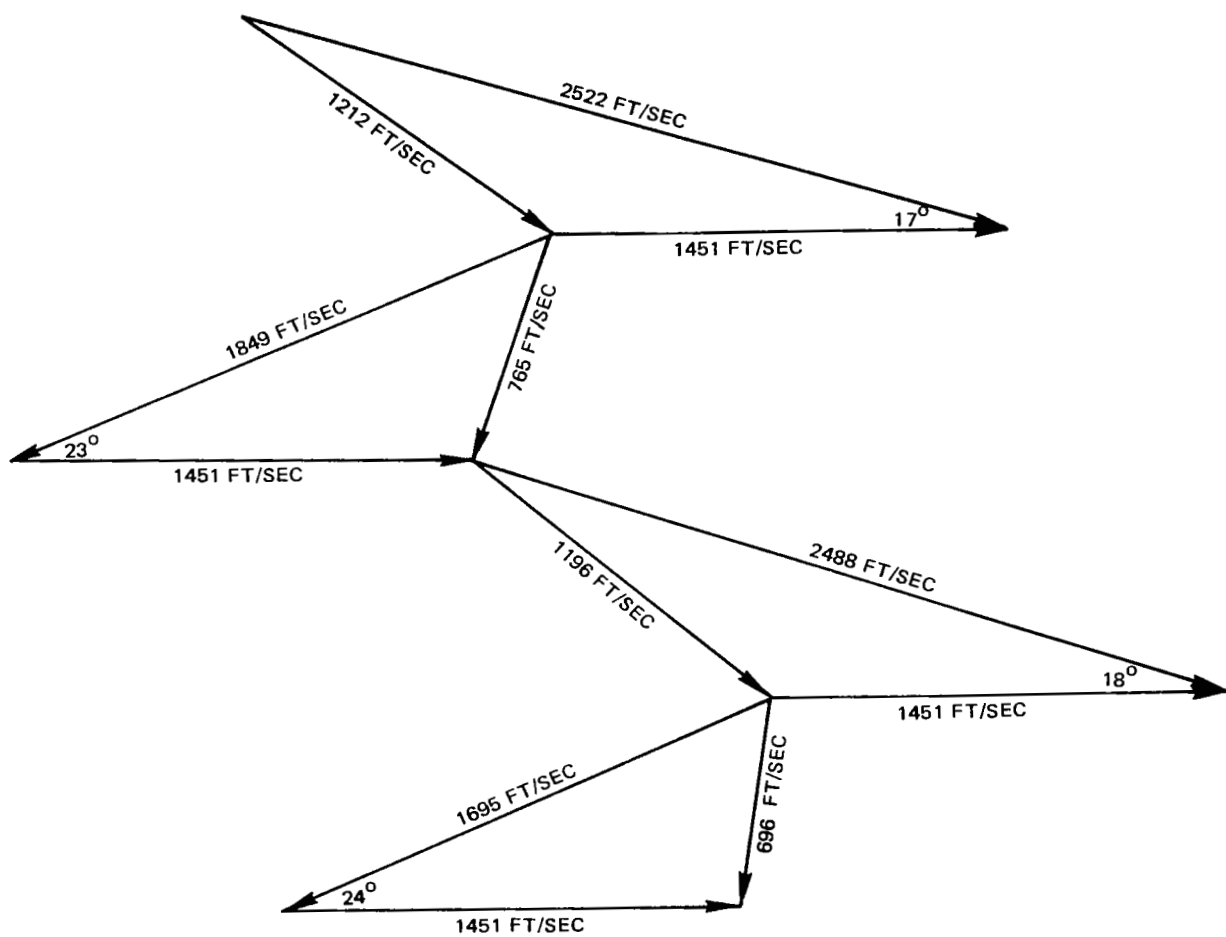 2522 FT/SEC
1212 FT/SEC
17°
1451 FT/SEC
1849 FT/SEC
765 FT/SEC
23°
1451 FT/SEC
1196 FT/SEC
2488 FT/SEC
18°
1451 FT/SEC
1695 FT/SEC
696 FT/SEC
24°
1451 FT/SEC